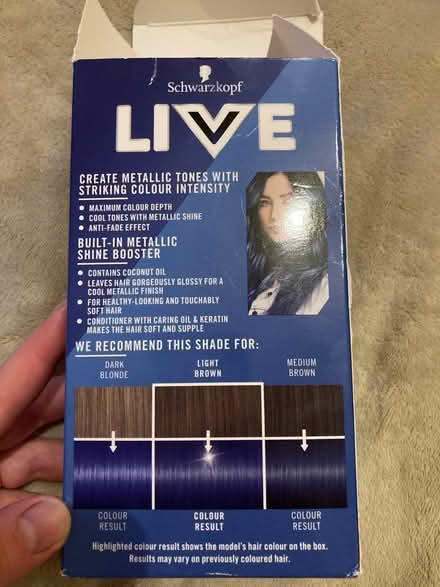 Schwarzkopf
LIVE
CREATE METALLIC TONES WITH
STRIKING COLOUR INTENSITY
• MAXIMUM COLOUR DEPTH
• COOL TONES WITH METALLIC SHINE
• ANTI-FADE EFFECT
BUILT-IN METALLIC
SHINE BOOSTER
• CONTAINS COCONUT OIL
• LEAVES HAIR GORGEOUSLY GLOSSY FOR A
COOL METALLIC FINISH
• FOR HEALTHY-LOOKING AND TOUCHABLY
SOFT HAIR
• CONDITIONER WITH CARING OIL & KERATIN
MAKES THE HAIR SOFT AND SUPPLE
WE RECOMMEND THIS SHADE FOR:
DARK
BLONDE
LIGHT
BROWN
MEDIUM
BROWN
COLOUR
RESULT
COLOUR
RESULT
COLOUR
RESULT
Highlighted colour result shows the model's hair colour on the box.
Results may vary on previously coloured hair.